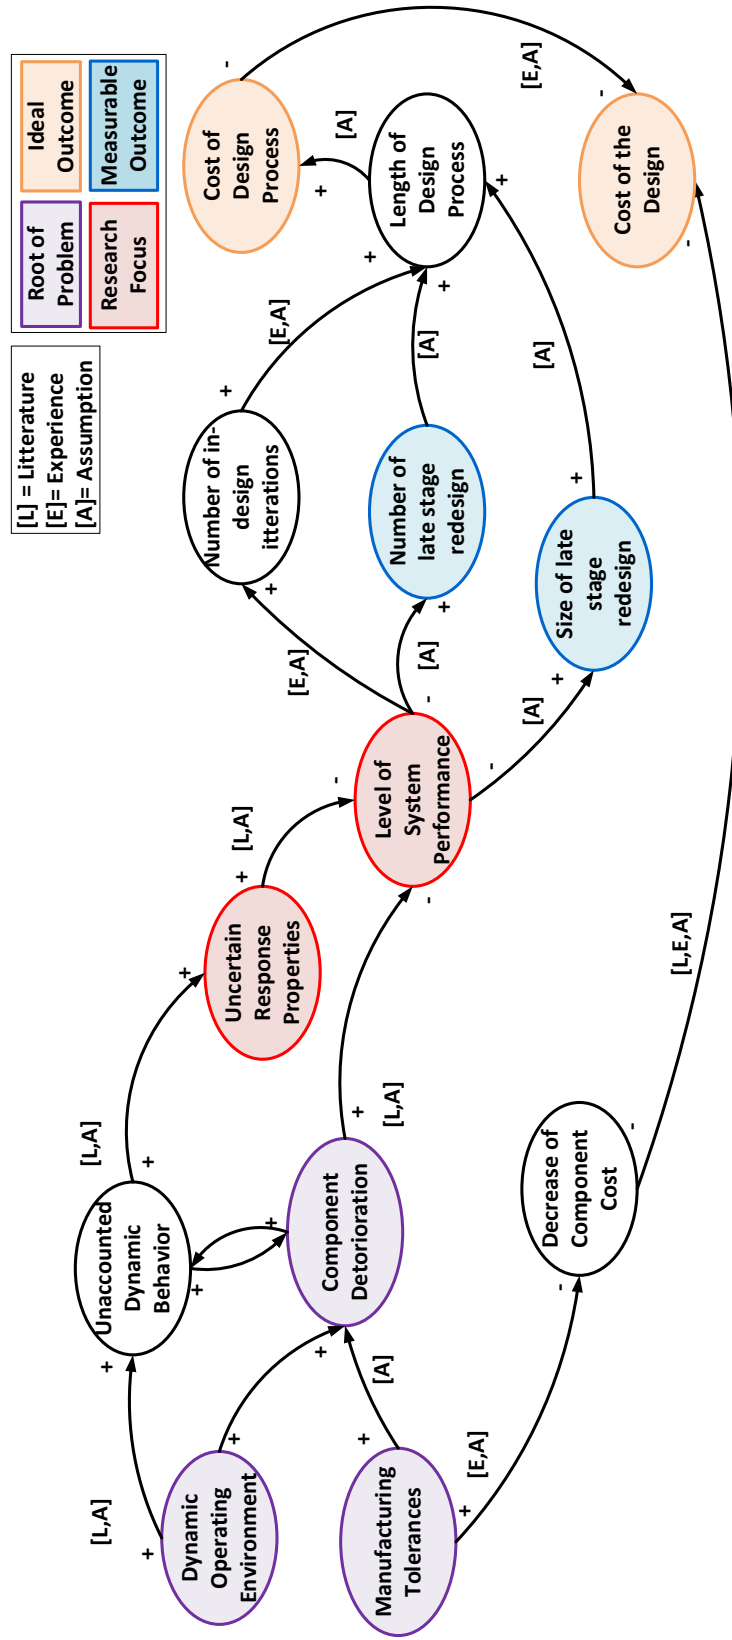 [L] = Litterature
[E]= Experience
[A]= Assumption
Root of
Problem
Ideal
Outcome
Research
Focus
Measurable
Outcome
Dynamic
Operating
Environment
+
[L,A]
+
+
+
Manufacturing
Tolerances
+
[A]
+
[E,A]
-
Unaccounted
Dynamic
Behavior
+
+
+
[L,A]
+
Component
Detorioration
+
[L,A]
-
Decrease of
Component
Cost
-
[L,E,A]
-
Uncertain
Response
Properties
+
[L,A]
-
Level of
System
Performance
-
[E,A]
+
[A]
+
-
[A]
+
Number of in-
design
itterations
+
[E,A]
+
Number of
late stage
redesign
[A]
+
Size of late
stage
redesign
+
[A]
+
Length of
Design
Process
+
[A]
Cost of
Design
Process
-
[E,A]
-
Cost of the
Design